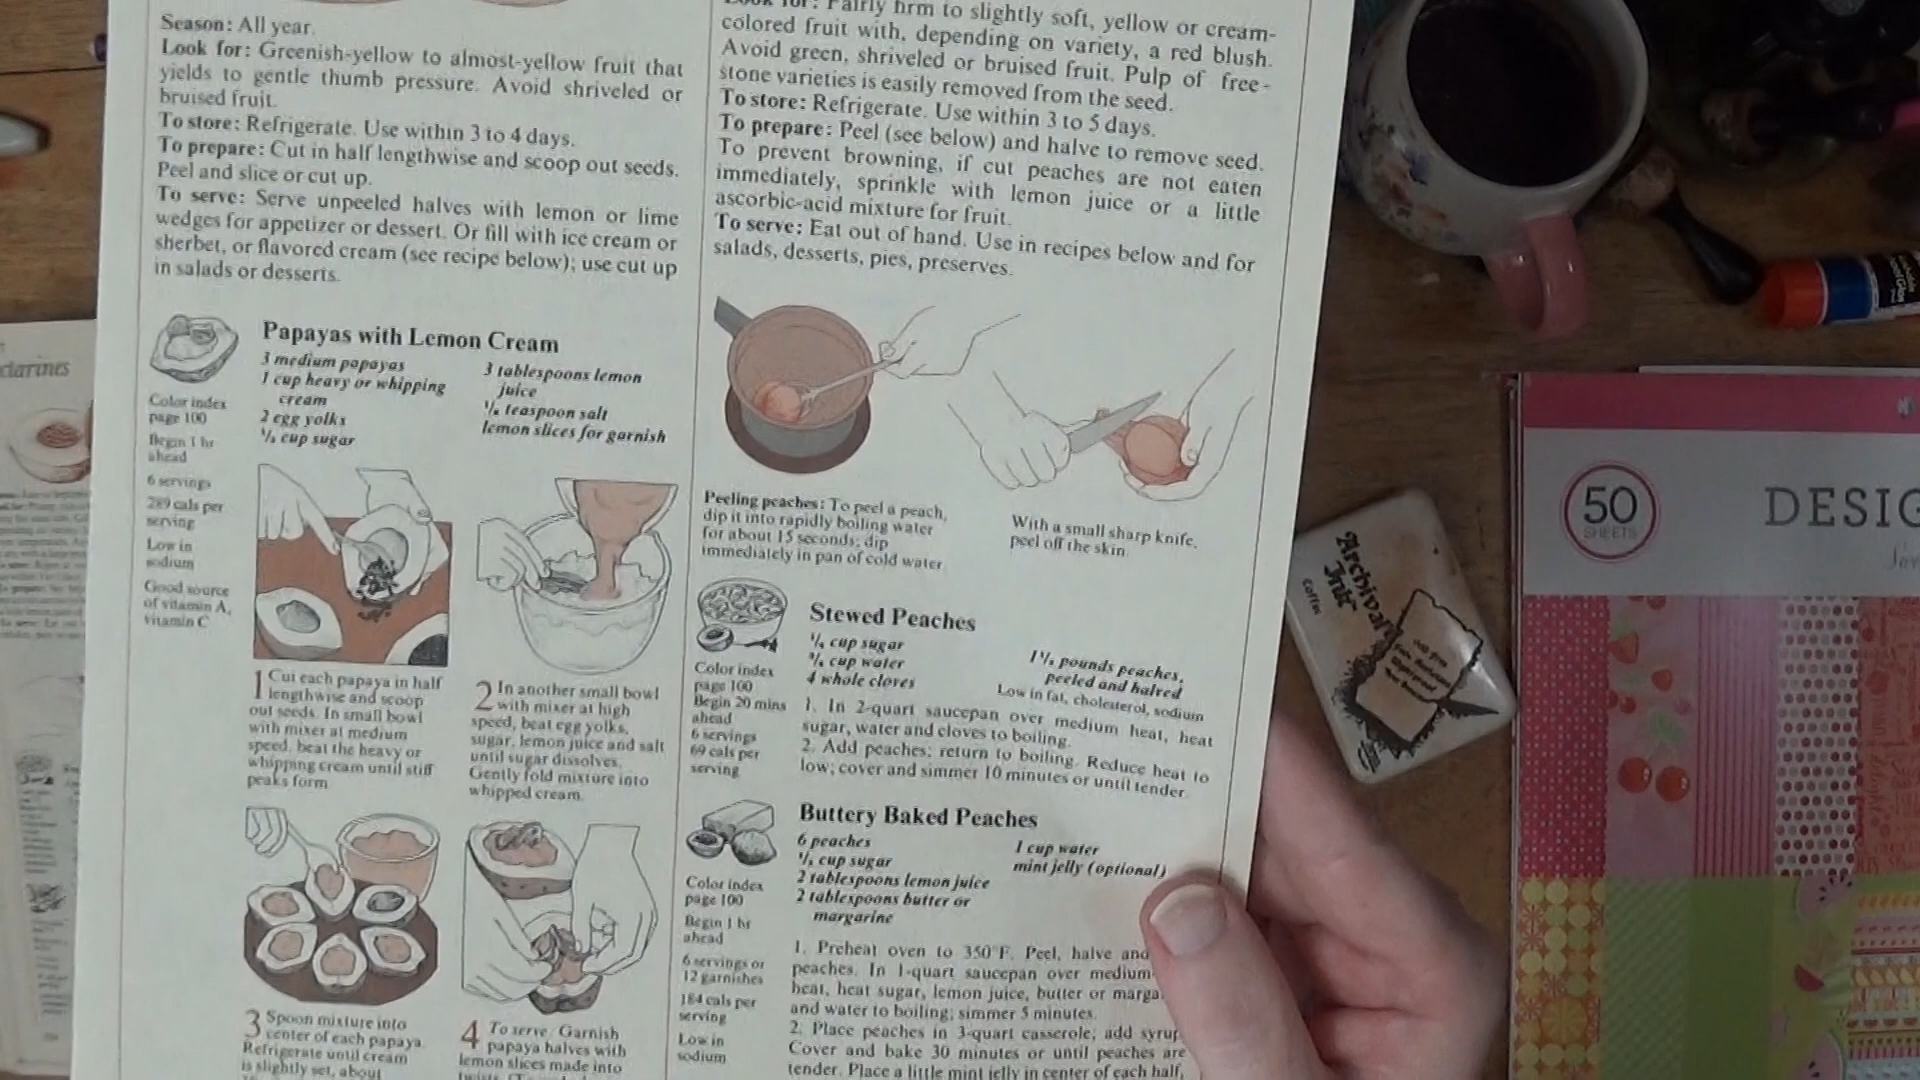 Season: All year.
Look for: Greenish-yellow to almost-yellow fruit that
yields to gentle thumb pressure. Avoid shriveled or
bruised fruit.
To store: Refrigerate. Use within 3 to 4 days.
To prepare: Cut in half lengthwise and scoop out seeds.
Peel and slice or cut up.
To serve: Serve unpeeled halves with lemon or lime
wedges for appetizer or dessert. Or fill with ice cream or
sherbet, or flavored cream (see recipe below); use cut up
in salads or desserts.
Papayas with Lemon Cream
3 medium papayas
1 cup heavy or whipping
cream
2 egg yolks
cup sugar
3 tablespoons lemon
juice
teaspoon salt
lemon slices for garnish
Color index
page 100
Begin 1 hr
ahead
6 servings
289 cals per
serving
Low in
sodium
Good source
of vitamin A,
vitamin C
1 Cut each papaya in half
lengthwise and scoop
out seeds. In small bowl
with mixer at medium
speed, beat the heavy or
whipping cream until stiff
peaks form.
2 In another small bowl
with mixer at high
speed, beat egg yolks,
sugar, lemon juice and salt
until sugar dissolves.
Gently fold mixture into
whipped cream.
3 Spoon mixture into
center of each papaya.
Refrigerate until cream
is slightly set, about
4 To serve: Garnish
papaya halves with
lemon slices made into
Look for: Fairly firm to slightly soft, yellow or cream-
colored fruit with, depending on variety, a red blush.
Avoid green, shriveled or bruised fruit. Pulp of free-
stone varieties is easily removed from the seed.
To store: Refrigerate. Use within 3 to 5 days.
To prepare: Peel (see below) and halve to remove seed.
To prevent browning, if cut peaches are not eaten
immediately, sprinkle with lemon juice or a little
ascorbic-acid mixture for fruit.
To serve: Eat out of hand. Use in recipes below and for
salads, desserts, pies, preserves.
Peeling peaches: To peel a peach,
dip it into rapidly boiling water
for about 15 seconds; dip
immediately in pan of cold water.
With a small sharp knife,
peel off the skin.
Stewed Peaches
cup sugar
cup water
4 whole cloves
pounds peaches,
peeled and halved
Low in fat, cholesterol, sodium
Color index
page 100
Begin 20 mins
ahead
6 servings
69 cals per
serving
1. In 2-quart saucepan over medium heat, heat
sugar, water and cloves to boiling.
2. Add peaches; return to boiling. Reduce heat to
low; cover and simmer 10 minutes or until tender.
Buttery Baked Peaches
6 peaches
cup sugar
2 tablespoons lemon juice
2 tablespoons butter or
margarine
1 cup water
mint jelly (optional)
Color index
page 100
Begin 1 hr
ahead
6 servings or
12 garnishes
184 cals per
serving
Low in
sodium
1. Preheat oven to 350°F. Peel, halve and
peaches. In 1-quart saucepan over medium
heat, heat sugar, lemon juice, butter or marga
and water to boiling; simmer 5 minutes.
2. Place peaches in 3-quart casserole; add syrup
Cover and bake 30 minutes or until peaches are
tender. Place a little mint jelly in center of each half,
Archival
Ink
Coffee
50
SHEETS
DESIG